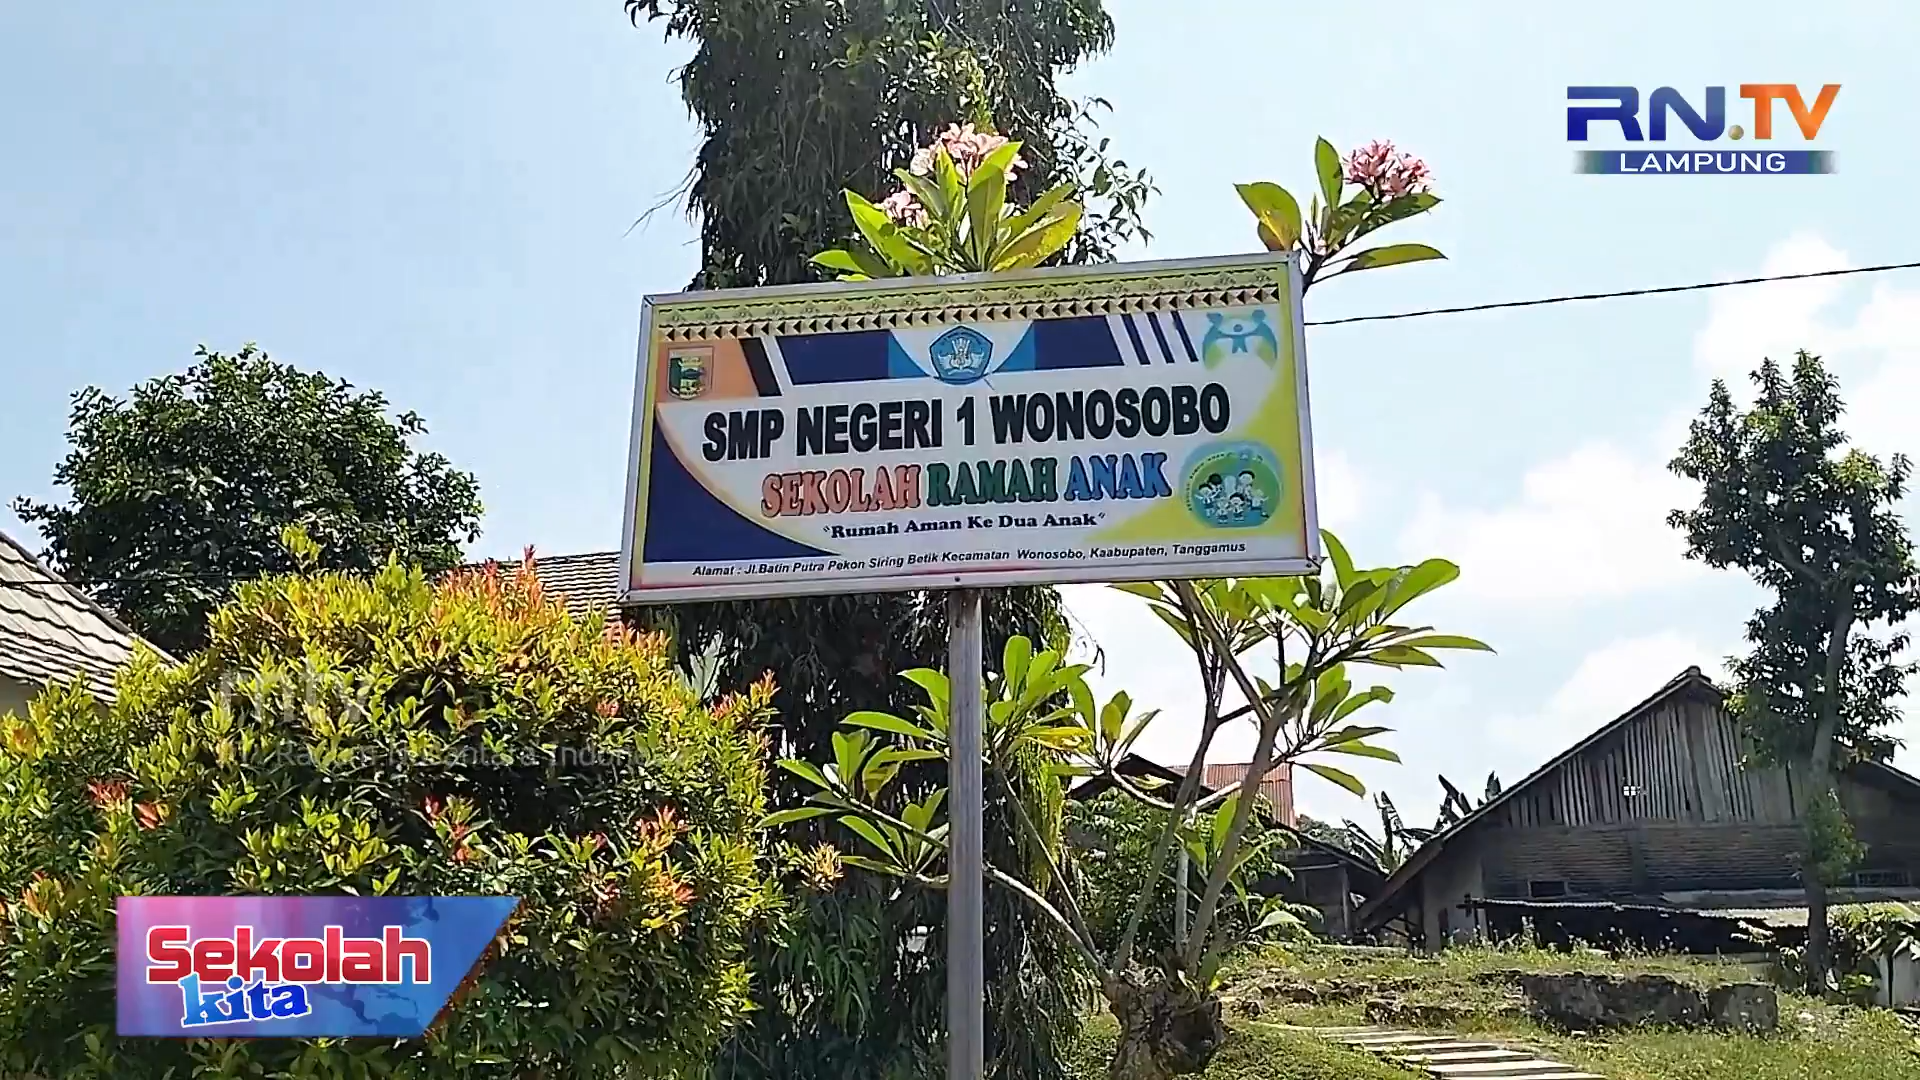 RN.TV
LAMPUNG
SMP NEGERI 1 WONOSOBO
SEKOLAH RAMAH ANAK
"Rumah Aman Ke Dua Anak"
Alamat : Jl.Batin Putra Pekon Siring Betik Kecamatan Wonosobo, Kaabupaten, Tanggamus
Sekolah
kita